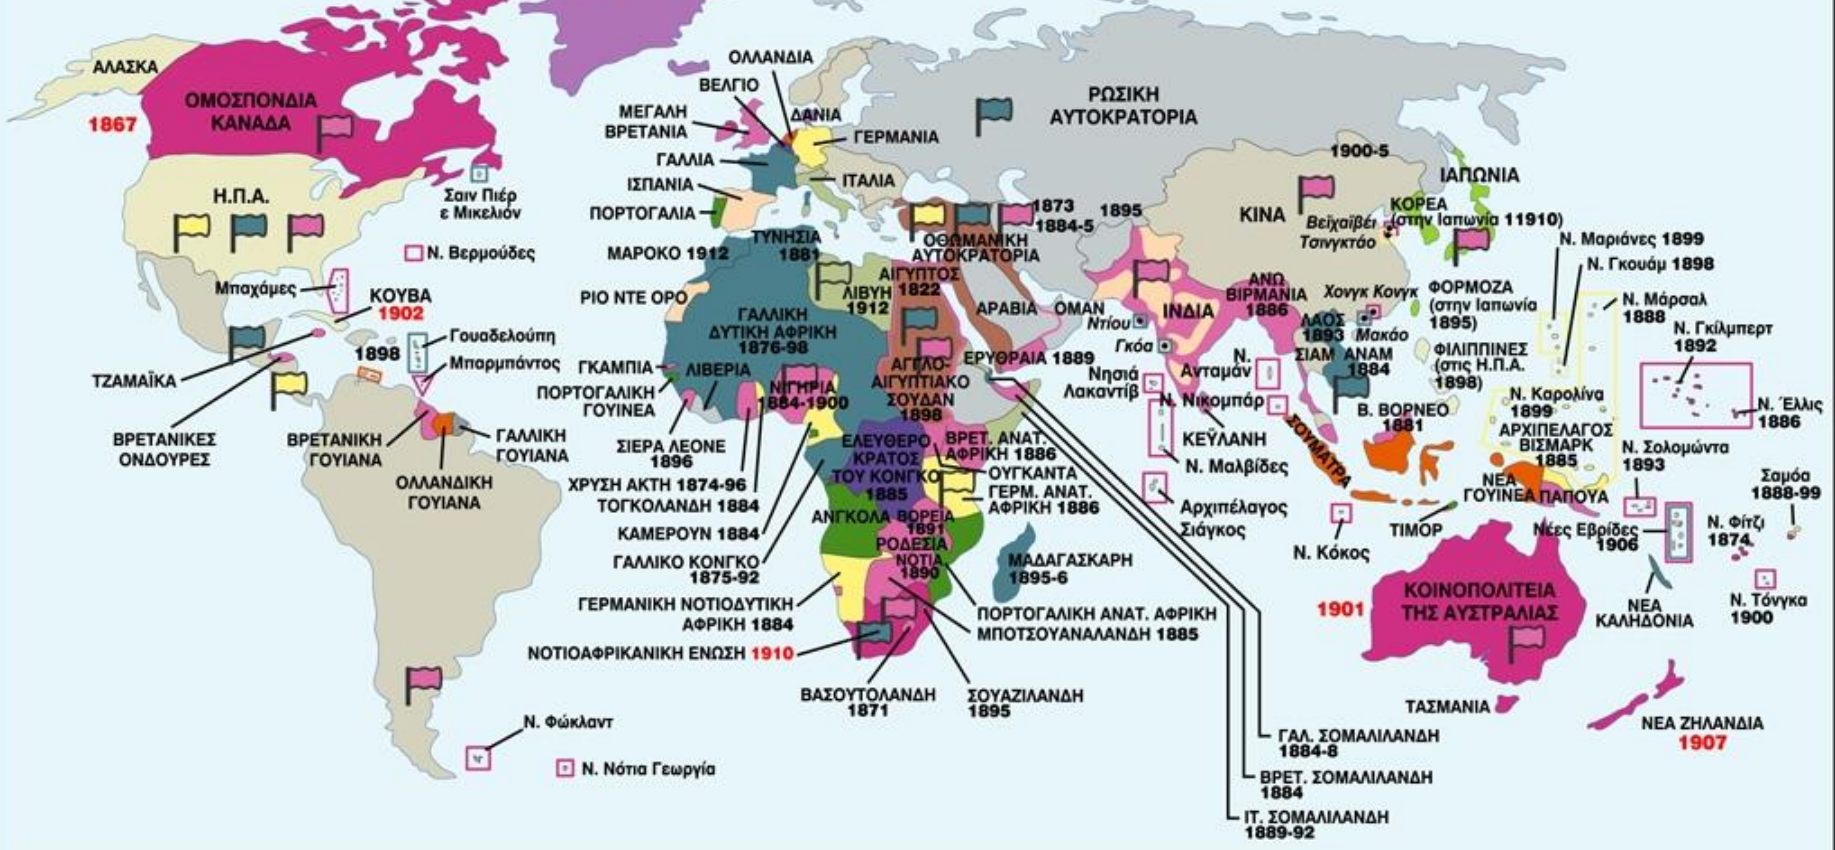 ΑΛΑΣΚΑ
1867
ΟΜΟΣΠΟΝΔΙΑ
ΚΑΝΑΔΑ
Η.Π.Α.
Σαιν Πιέρ
ε Μικελιόν
Ν. Βερμούδες
Μπαχάμες
ΚΟΥΒΑ
1902
Γουαδελούπη
1898
Μπαρμπάντος
ΤΖΑΜΑΪΚΑ
ΒΡΕΤΑΝΙΚΕΣ
ΟΝΔΟΥΡΕΣ
ΒΡΕΤΑΝΙΚΗ
ΓΟΥΙΑΝΑ
ΓΑΛΛΙΚΗ
ΓΟΥΙΑΝΑ
ΟΛΛΑΝΔΙΚΗ
ΓΟΥΙΑΝΑ
Ν. Φώκλαντ
Ν. Νότια Γεωργία
ΟΛΛΑΝΔΙΑ
ΒΕΛΓΙΟ
ΜΕΓΑΛΗ
ΒΡΕΤΑΝΙΑ
ΔΑΝΙΑ
ΓΕΡΜΑΝΙΑ
ΓΑΛΛΙΑ
ΙΣΠΑΝΙΑ
ΙΤΑΛΙΑ
ΠΟΡΤΟΓΑΛΙΑ
ΡΩΣΙΚΗ
ΑΥΤΟΚΡΑΤΟΡΙΑ
1873
1884-5
1895
ΟΘΩΜΑΝΙΚΗ
ΑΥΤΟΚΡΑΤΟΡΙΑ
ΜΑΡΟΚΟ 1912
ΤΥΝΗΣΙΑ
1881
ΡΙΟ ΝΤΕ ΟΡΟ
ΛΙΒΥΗ
1912
ΑΙΓΥΠΤΟΣ
1822
ΑΡΑΒΙΑ
ΟΜΑΝ
ΓΑΛΛΙΚΗ
ΔΥΤΙΚΗ ΑΦΡΙΚΗ
1876-98
ΑΓΓΛΟ-
ΑΙΓΥΠΤΙΑΚΟ
ΣΟΥΔΑΝ
1898
ΕΡΥΘΡΑΙΑ 1889
ΓΚΑΜΠΙΑ
ΛΙΒΕΡΙΑ
ΠΟΡΤΟΓΑΛΙΚΗ
ΓΟΥΙΝΕΑ
ΝΙΓΗΡΙΑ
1884-1900
ΣΙΕΡΑ ΛΕΟΝΕ
1896
ΧΡΥΣΗ ΑΚΤΗ 1874-96
ΤΟΓΚΟΛΑΝΔΗ 1884
ΚΑΜΕΡΟΥΝ 1884
ΓΑΛΛΙΚΟ ΚΟΝΓΚΟ
1875-92
ΕΛΕΥΘΕΡΟ
ΚΡΑΤΟΣ
ΤΟΥ ΚΟΝΓΚΟ
1885
ΒΡΕΤ. ΑΝΑΤ.
ΑΦΡΙΚΗ 1886
ΟΥΓΚΑΝΤΑ
ΓΕΡΜ. ΑΝΑΤ.
ΑΦΡΙΚΗ 1886
ΑΝΓΚΟΛΑ
ΒΟΡΕΙΑ
1891
ΡΟΔΕΣΙΑ
ΝΟΤΙΑ
1890
ΜΑΔΑΓΑΣΚΑΡΗ
1895-6
ΓΕΡΜΑΝΙΚΗ ΝΟΤΙΟΔΥΤΙΚΗ
ΑΦΡΙΚΗ 1884
ΝΟΤΙΟΑΦΡΙΚΑΝΙΚΗ ΕΝΩΣΗ 1910
ΠΟΡΤΟΓΑΛΙΚΗ ΑΝΑΤ. ΑΦΡΙΚΗ
ΜΠΟΤΣΟΥΑΝΑΛΑΝΔΗ 1885
ΒΑΣΟΥΤΟΛΑΝΔΗ
1871
ΣΟΥΑΖΙΛΑΝΔΗ
1895
ΓΑΛ. ΣΟΜΑΛΙΛΑΝΔΗ
1884-8
ΒΡΕΤ. ΣΟΜΑΛΙΛΑΝΔΗ
1884
ΙΤ. ΣΟΜΑΛΙΛΑΝΔΗ
1889-92
1900-5
ΚΙΝΑ
ΙΑΠΩΝΙΑ
ΚΟΡΕΑ
(στην Ιαπωνία 11910)
Βεϊχαϊβέι
Τσινγκτάο
ΙΝΔΙΑ
ΑΝΩ
ΒΙΡΜΑΝΙΑ
1886
Χονγκ Κονγκ
Μακάο
ΦΟΡΜΟΖΑ
(στην Ιαπωνία
1895)
Ντίου
Γκόα
ΛΑΟΣ
1893
ΣΙΑΜ
ΑΝΑΜ
1884
ΦΙΛΙΠΠΙΝΕΣ
(στις Η.Π.Α.
1898)
Νησιά
Λακαντίβ
Ν.
Ανταμάν
Ν. Νικομπάρ
ΚΕΫΛΑΝΗ
Ν. Μαλβίδες
Αρχιπέλαγος
Σιάγκος
ΣΟΥΜΑΤΡΑ
Β. ΒΟΡΝΕΟ
1881
Ν. Κόκος
ΤΙΜΟΡ
Ν. Μαριάνες 1899
Ν. Γκουάμ 1898
Ν. Μάρσαλ
1888
Ν. Γκίλμπερτ
1892
Ν. Έλλις
1886
Ν. Καρολίνα
1899
ΑΡΧΙΠΕΛΑΓΟΣ
ΒΙΣΜΑΡΚ
1885
Ν. Σολομώντα
1893
ΝΕΑ
ΓΟΥΙΝΕΑ
ΠΑΠΟΥΑ
Νέες Εβρίδες
1906
Ν. Φίτζι
1874
Σαμόα
1888-99
Ν. Τόνγκα
1900
ΝΕΑ
ΚΑΛΗΔΟΝΙΑ
1901
ΚΟΙΝΟΠΟΛΙΤΕΙΑ
ΤΗΣ ΑΥΣΤΡΑΛΙΑΣ
ΤΑΣΜΑΝΙΑ
ΝΕΑ ΖΗΛΑΝΔΙΑ
1907